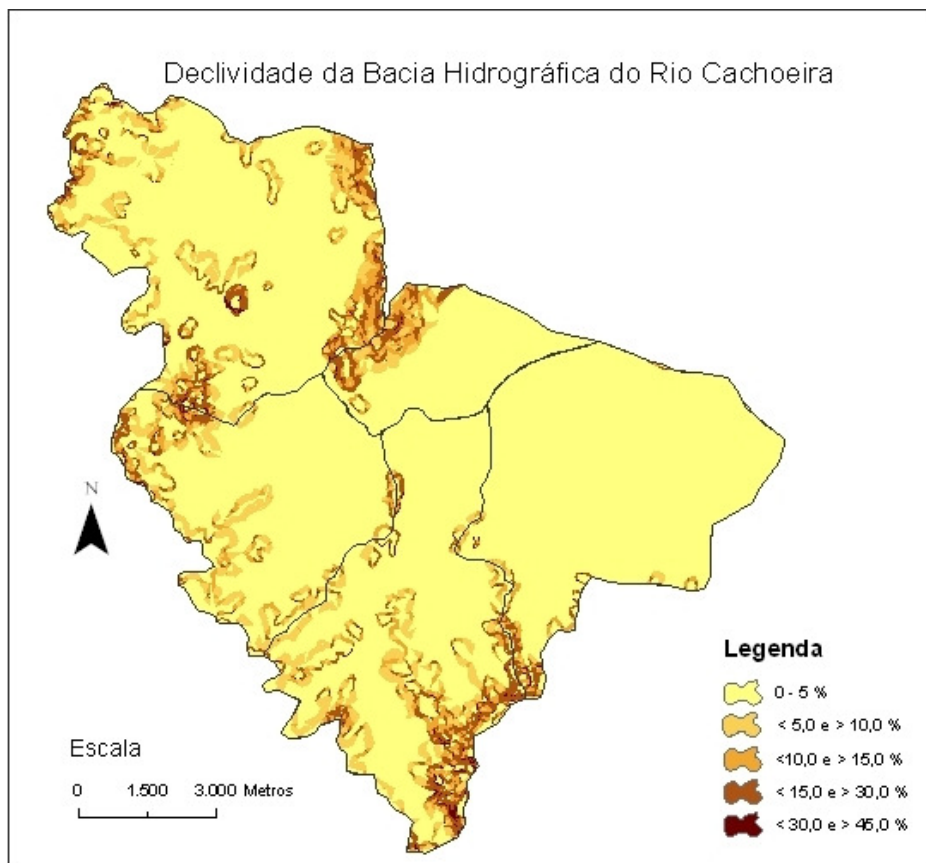 Declividade da Bacia Hidrográfica do Rio Cachoeira
N
Legenda
0 - 5 %
< 5,0 e > 10,0 %
<10,0 e > 15,0 %
< 15,0 e > 30,0 %
< 30,0 e > 45,0 %
Escala
0 1.500 3.000 Metros